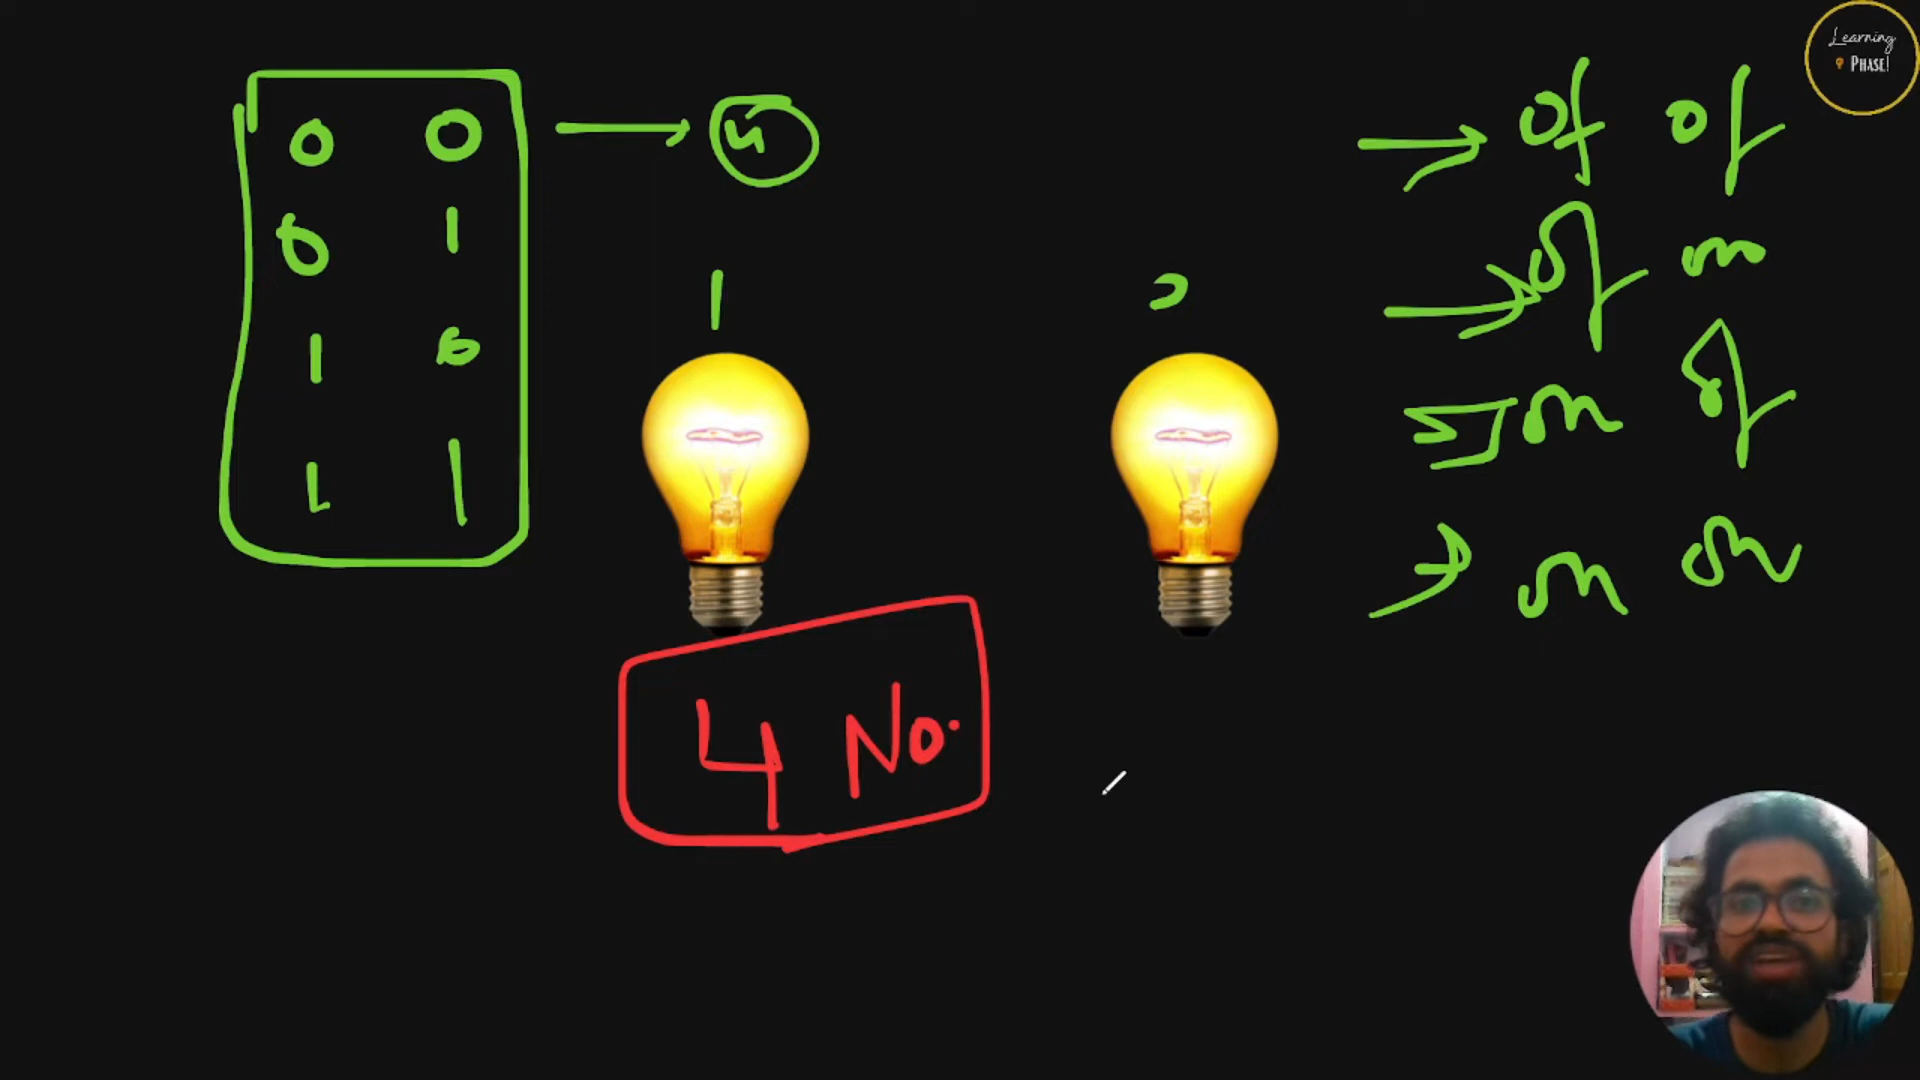 Learning
PHASE!
0 0 → 4
0 1
1 0
1 1
1 2
→ of of
→ of on
→ on of
→ on on
4 No.